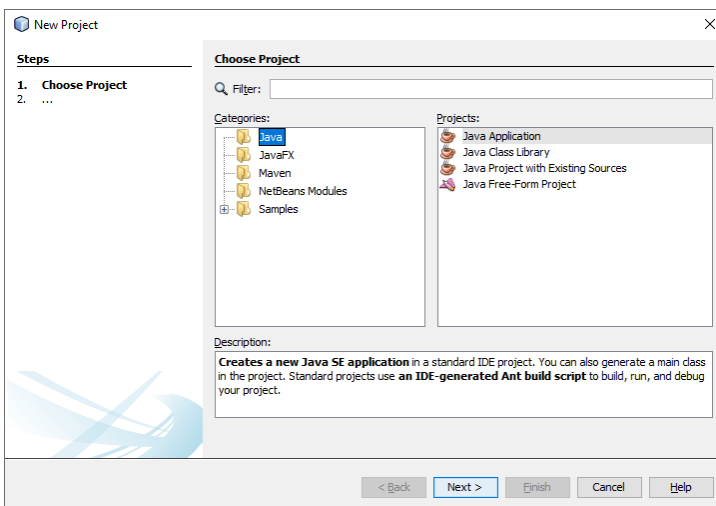 New Project
Steps
1. Choose Project
2. ...
Choose Project
Filter:
Categories:
Java
JavaFX
Maven
NetBeans Modules
Samples
Projects:
Java Application
Java Class Library
Java Project with Existing Sources
Java Free-Form Project
Description:
Creates a new Java SE application in a standard IDE project. You can also generate a main class
in the project. Standard projects use an IDE-generated Ant build script to build, run, and debug
your project.
< Back
Next >
Finish
Cancel
Help